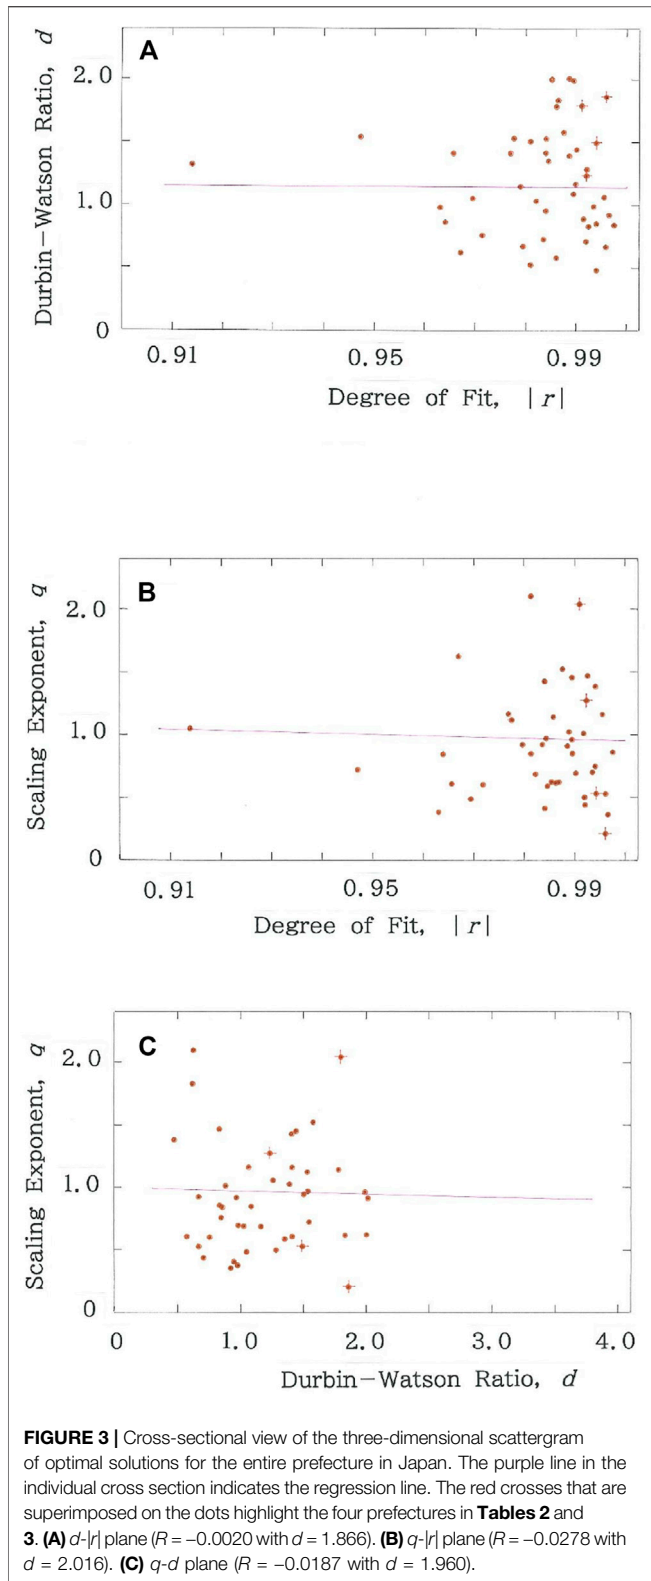 A
Durbin−Watson Ratio, d
2.0
1.0
0
0.91 0.95 0.99
Degree of Fit, |r|
B
Scaling Exponent, q
2.0
1.0
0
0.91 0.95 0.99
Degree of Fit, |r|
C
Scaling Exponent, q
2.0
1.0
0
0 1.0 2.0 3.0 4.0
Durbin−Watson Ratio, d
FIGURE 3 | Cross-sectional view of the three-dimensional scattergram
of optimal solutions for the entire prefecture in Japan. The purple line in the
individual cross section indicates the regression line. The red crosses that are
superimposed on the dots highlight the four prefectures in Tables 2 and
3. (A) d-|r| plane (R = −0.0020 with d = 1.866). (B) q-|r| plane (R = −0.0278 with
d = 2.016). (C) q-d plane (R = −0.0187 with d = 1.960).